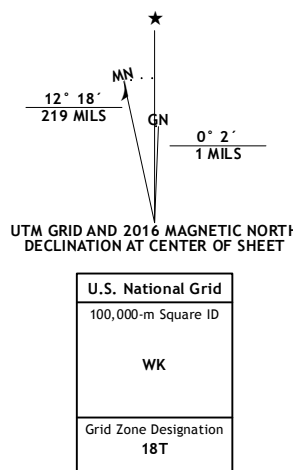 ★
MN
GN
12° 18´
219 MILS
0° 2´
1 MILS
UTM GRID AND 2016 MAGNETIC NORTH
DECLINATION AT CENTER OF SHEET
U.S. National Grid
100,000-m Square ID
WK
Grid Zone Designation
18T